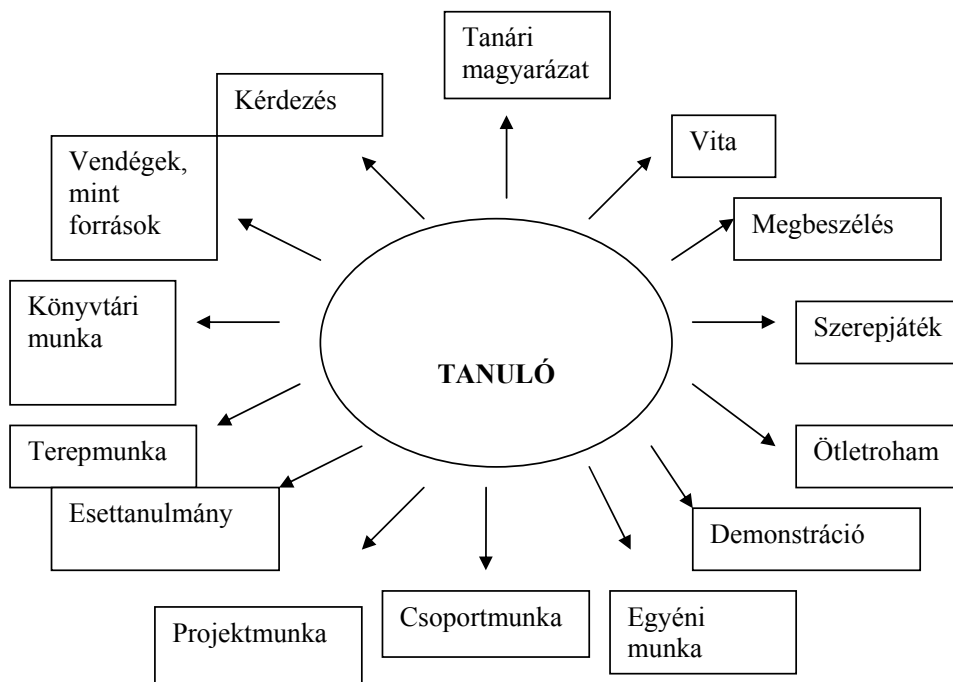 Tanári
magyarázat
Kérdezés
Vita
Vendégek,
mint
források
Megbeszélés
Könyvtári
munka
Szerepjáték
TANULÓ
Terepmunka
Ötletroham
Esettanulmány
Demonstráció
Projektmunka
Csoportmunka
Egyéni
munka